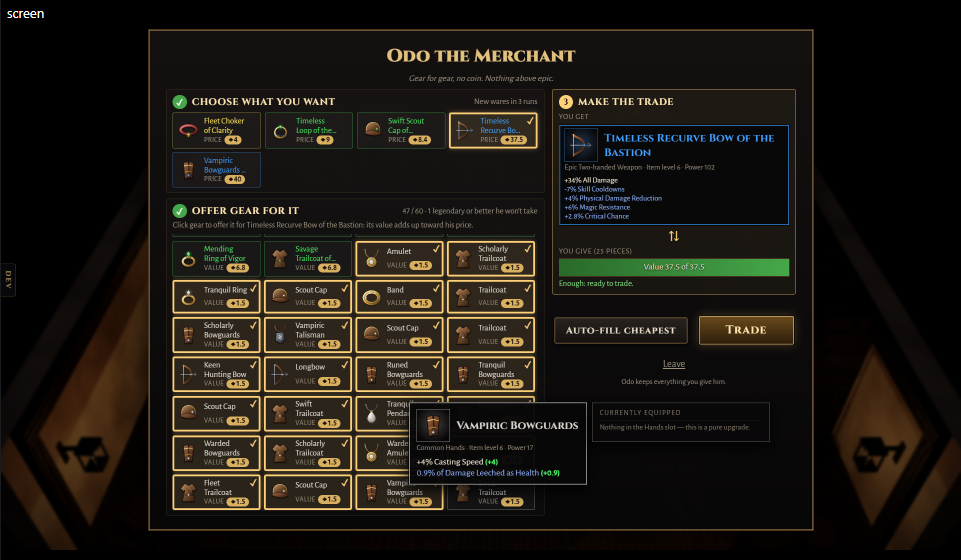 screen
ODO THE MERCHANT
Gear for gear, no coin. Nothing above epic.
CHOOSE WHAT YOU WANT
New wares in 3 runs
Fleet Choker
of Clarity
PRICE 4
Timeless
Loop of the...
PRICE 9
Swift Scout
Cap of...
PRICE 8.4
Timeless
Recurve Bo...
PRICE 37.5
Vampiric
Bowguards ...
PRICE 40
OFFER GEAR FOR IT
47 / 60 · 1 legendary or better he won't take
Click gear to offer it for Timeless Recurve Bow of the Bastion: its value adds up toward his price.
Mending
Ring of Vigor
VALUE 6.8
Savage
Trailcoat of...
VALUE 6.8
Amulet
VALUE 1.5
Scholarly
Trailcoat
VALUE 1.5
Tranquil Ring
VALUE 1.5
Scout Cap
VALUE 1.5
Band
VALUE 1.5
Trailcoat
VALUE 1.5
Scholarly
Bowguards
VALUE 1.5
Vampiric
Talisman
VALUE 1.5
Scout Cap
VALUE 1.5
Trailcoat
VALUE 1.5
Keen
Hunting Bow
VALUE 1.5
Longbow
VALUE 1.5
Runed
Bowguards
VALUE 1.5
Tranquil
Bowguards
VALUE 1.5
Scout Cap
VALUE 1.5
Swift
Trailcoat
VALUE 1.5
Warded
Bowguards
VALUE 1.5
Scholarly
Trailcoat
VALUE 1.5
Fleet
Trailcoat
VALUE 1.5
Scout Cap
VALUE 1.5
Bowguards
VALUE 1.5
Trailcoat
VALUE 1.5
VAMPIRIC BOWGUARDS
Common Hands · Item level 6 · Power 17
+4% Casting Speed (+4)
0.9% of Damage Leeched as Health (+0.9)
3 MAKE THE TRADE
YOU GET
TIMELESS RECURVE BOW OF THE
BASTION
Epic Two-handed Weapon · Item level 6 · Power 102
+34% All Damage
-7% Skill Cooldowns
+4% Physical Damage Reduction
+6% Magic Resistance
+2.8% Critical Chance
YOU GIVE (25 PIECES)
Value 37.5 of 37.5
Enough: ready to trade.
AUTO-FILL CHEAPEST
TRADE
Leave
Odo keeps everything you give him.
CURRENTLY EQUIPPED
Nothing in the Hands slot — this is a pure upgrade.
DEV